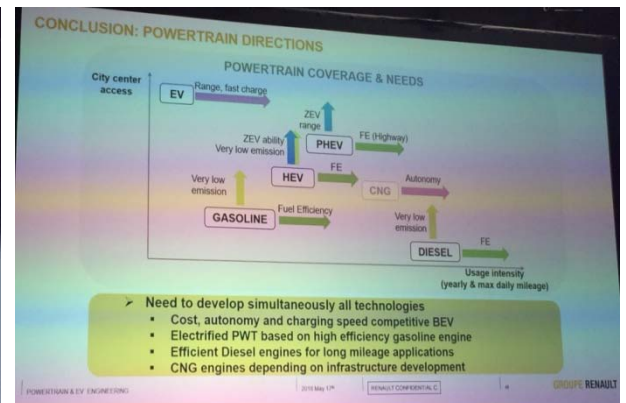 CONCLUSION: POWERTRAIN DIRECTIONS
POWERTRAIN COVERAGE & NEEDS
City center
access
EV
Range, fast charge
ZEV
range
PHEV
FE (Highway)
ZEV ability
Very low emission
HEV
FE
CNG
Autonomy
Very low
emission
GASOLINE
Fuel Efficiency
Very low
emission
DIESEL
FE
Usage intensity
(yearly & max daily mileage)
➢ Need to develop simultaneously all technologies
▪ Cost, autonomy and charging speed competitive BEV
▪ Electrified PWT based on high efficiency gasoline engine
▪ Efficient Diesel engines for long mileage applications
▪ CNG engines depending on infrastructure development
POWERTRAIN & EV ENGINEERING
May 17th
RENAULT CONFIDENTIAL C
GROUPE RENAULT